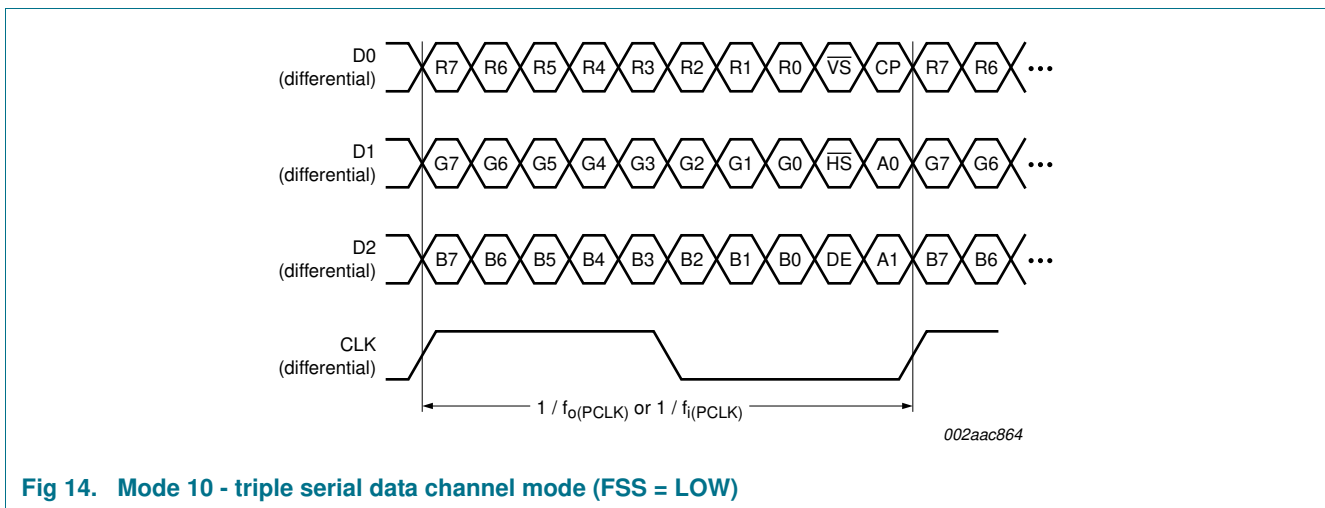 D0
(differential)
R7 R6 R5 R4 R3 R2 R1 R0 V̅S̅ CP R7 R6 •••
D1
(differential)
G7 G6 G5 G4 G3 G2 G1 G0 H̅S̅ A0 G7 G6 •••
D2
(differential)
B7 B6 B5 B4 B3 B2 B1 B0 DE A1 B7 B6 •••
CLK
(differential)
1 / fo(PCLK) or 1 / fi(PCLK)
002aac864
Fig 14. Mode 10 - triple serial data channel mode (FSS = LOW)